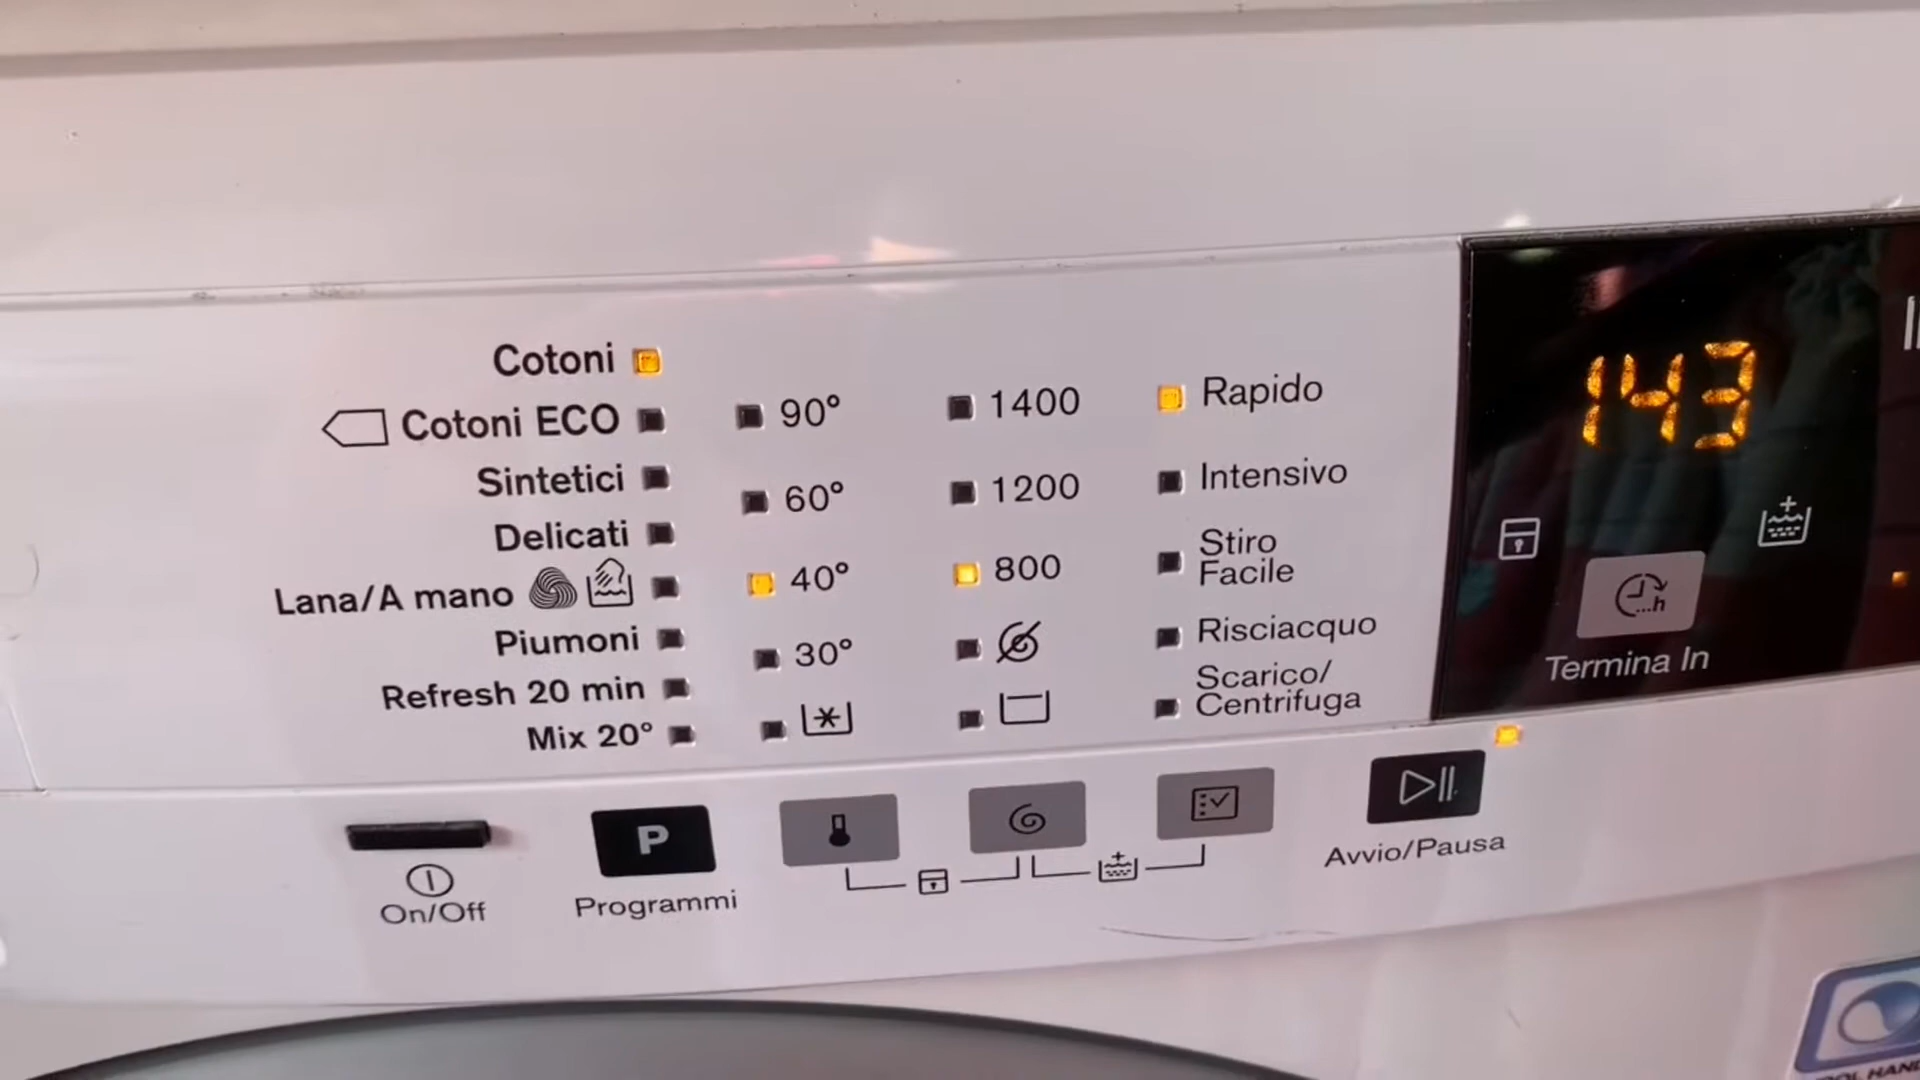 Cotoni
Cotoni ECO
Sintetici
Delicati
Lana/A mano
Piumoni
Refresh 20 min
Mix 20°
90°
60°
40°
30°
1400
1200
800
Rapido
Intensivo
Stiro
Facile
Risciacquo
Scarico/
Centrifuga
143
...h
Termina In
On/Off
P
Programmi
Avvio/Pausa